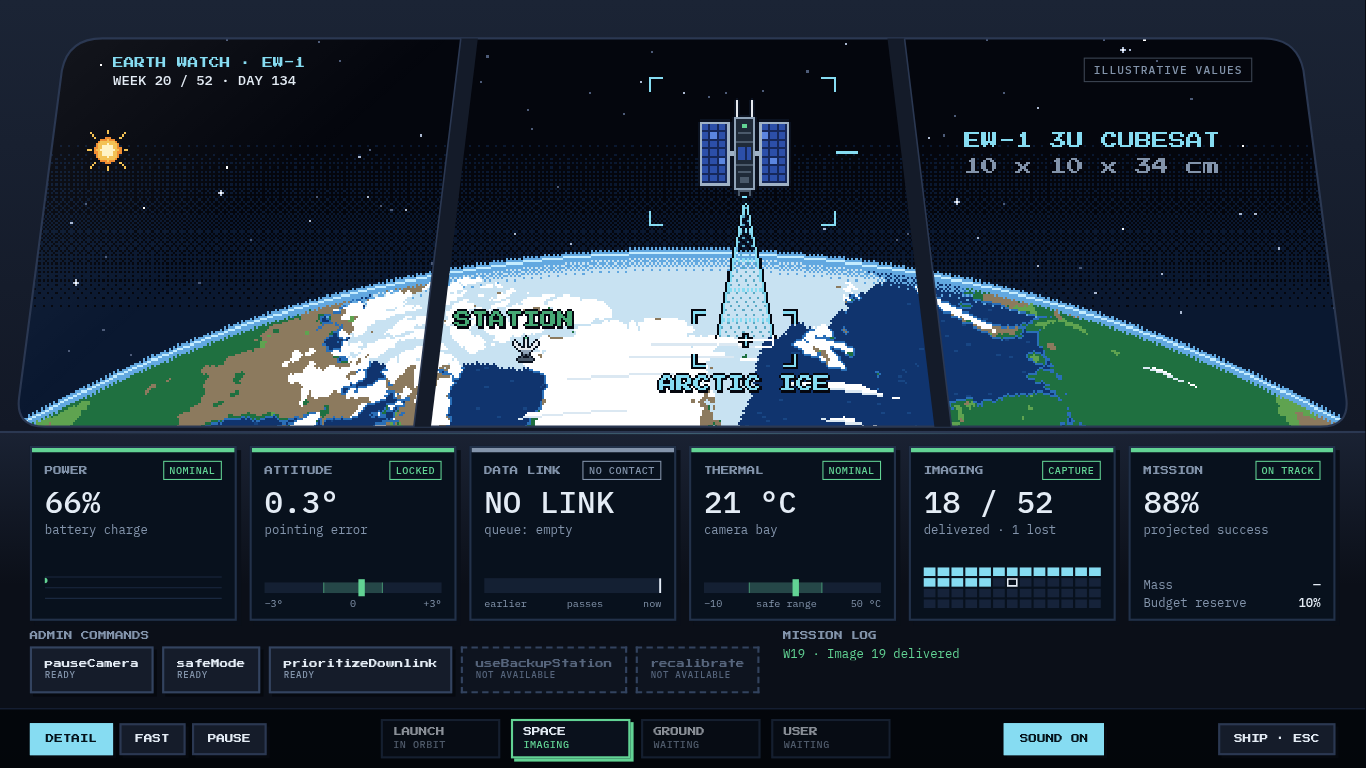 EARTH WATCH · EW-1
WEEK 20 / 52 · DAY 134
ILLUSTRATIVE VALUES
EW-1 3U CUBESAT
10 x 10 x 34 cm
STATION
ARCTIC ICE
POWER
NOMINAL
66%
battery charge
ATTITUDE
LOCKED
0.3°
pointing error
−3°
0
+3°
DATA LINK
NO CONTACT
NO LINK
queue: empty
earlier
passes
now
THERMAL
NOMINAL
21 °C
camera bay
−10
safe range
50 °C
IMAGING
CAPTURE
18 / 52
delivered · 1 lost
MISSION
ON TRACK
88%
projected success
Mass –
Budget reserve 10%
ADMIN COMMANDS
pauseCamera
READY
safeMode
READY
prioritizeDownlink
READY
useBackupStation
NOT AVAILABLE
recalibrate
NOT AVAILABLE
MISSION LOG
W19 · Image 19 delivered
DETAIL
FAST
PAUSE
LAUNCH
IN ORBIT
SPACE
IMAGING
GROUND
WAITING
USER
WAITING
SOUND ON
SHIP · ESC